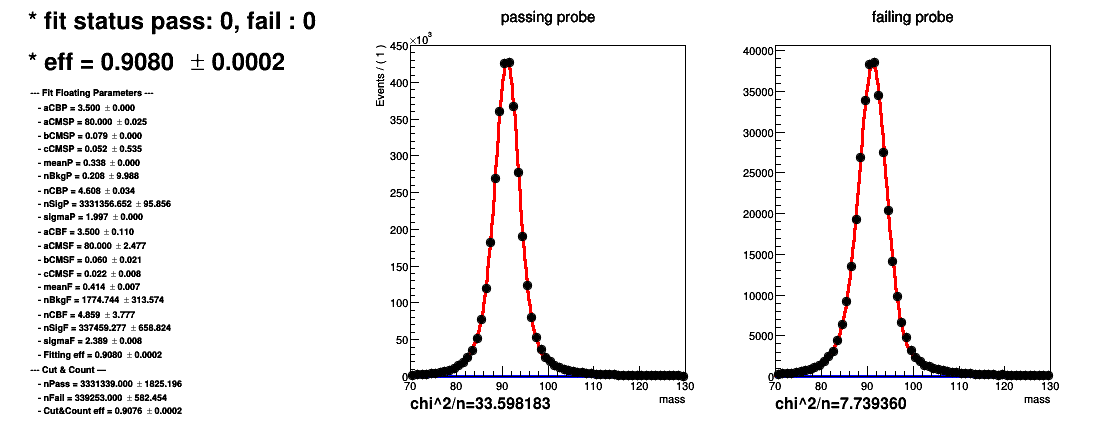 * fit status pass: 0, fail : 0
* eff = 0.9080 ± 0.0002
--- Fit Floating Parameters ---
- aCBP = 3.500 ± 0.000
- aCMSP = 80.000 ± 0.025
- bCMSP = 0.079 ± 0.000
- cCMSP = 0.052 ± 0.535
- meanP = 0.338 ± 0.000
- nBkgP = 0.208 ± 9.988
- nCBP = 4.608 ± 0.034
- nSigP = 3331356.652 ± 95.856
- sigmaP = 1.997 ± 0.000
- aCBF = 3.500 ± 0.110
- aCMSF = 80.000 ± 2.477
- bCMSF = 0.060 ± 0.021
- cCMSF = 0.022 ± 0.008
- meanF = 0.414 ± 0.007
- nBkgF = 1774.744 ± 313.574
- nCBF = 4.859 ± 3.777
- nSigF = 337459.277 ± 658.824
- sigmaF = 2.389 ± 0.008
- Fitting eff = 0.9080 ± 0.0002
--- Cut & Count ---
- nPass = 3331339.000 ± 1825.196
- nFail = 339253.000 ± 582.454
- Cut&Count eff = 0.9076 ± 0.0002
passing probe
×10³
Events / ( 1 )
450
400
350
300
250
200
150
100
50
0
70 80 90 100 110 120 130
mass
chi^2/n=33.598183
failing probe
40000
35000
30000
25000
20000
15000
10000
5000
0
70 80 90 100 110 120 130
mass
chi^2/n=7.739360